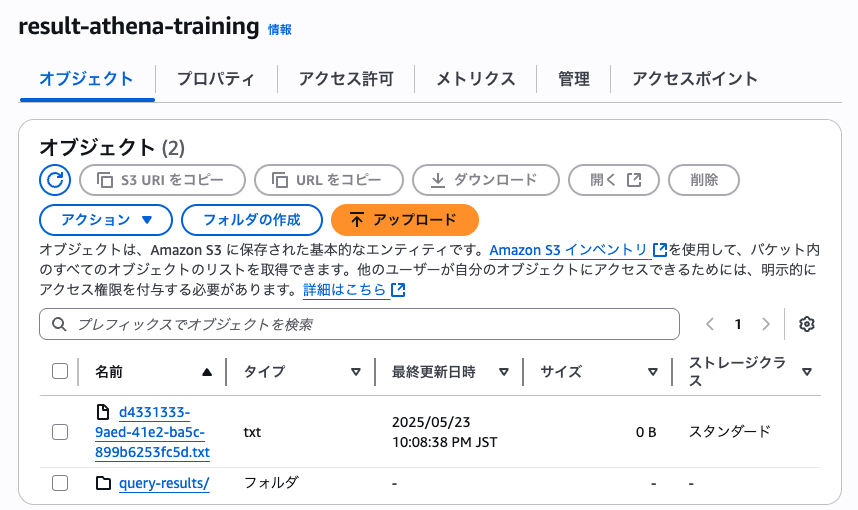 result-athena-training 情報
オブジェクト プロパティ アクセス許可 メトリクス 管理 アクセスポイント
オブジェクト (2)
S3 URI をコピー URL をコピー ダウンロード 開く 削除
アクション フォルダの作成 アップロード
オブジェクトは、Amazon S3 に保存された基本的なエンティティです。Amazon S3 インベントリ を使用して、バケット内
のすべてのオブジェクトのリストを取得できます。他のユーザーが自分のオブジェクトにアクセスできるためには、明示的に
アクセス権限を付与する必要があります。詳細はこちら
プレフィックスでオブジェクトを検索 1
名前 タイプ 最終更新日時 サイズ ストレージクラ
ス
d4331333-
9aed-41e2-ba5c-
899b6253fc5d.txt
txt
2025/05/23
10:08:38 PM JST
0 B
スタンダード
query-results/ フォルダ - - -